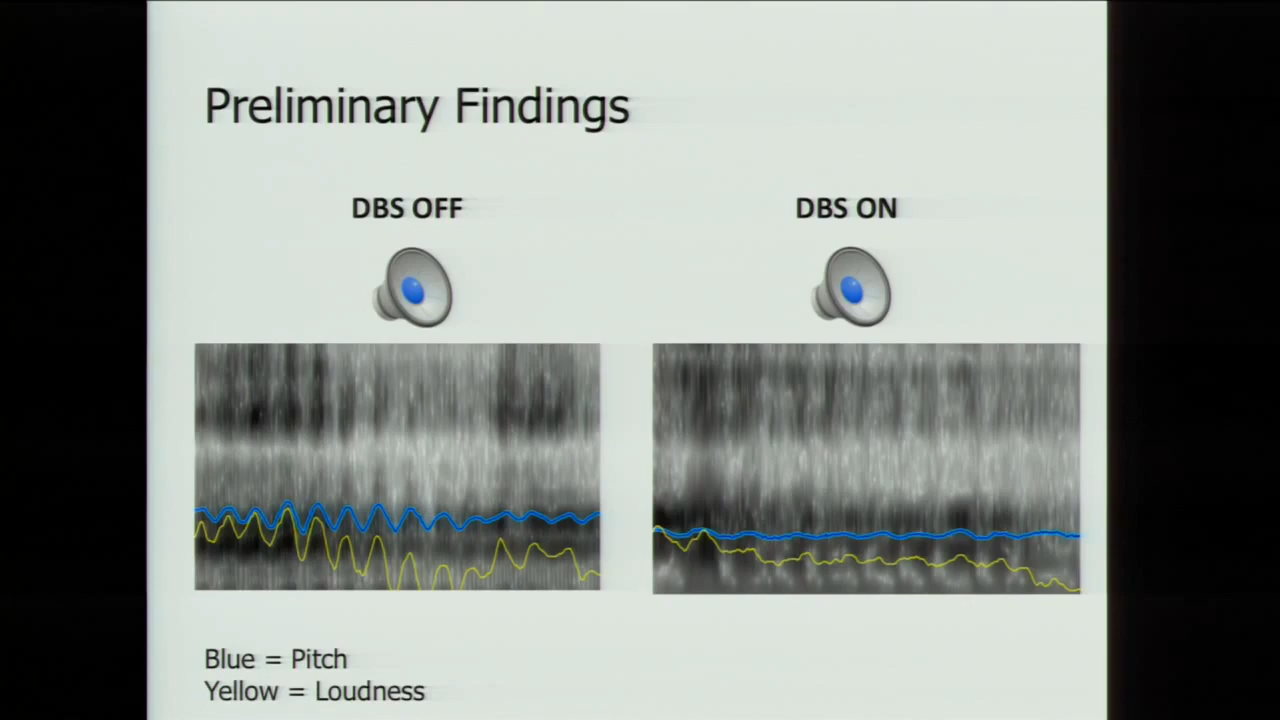 Preliminary Findings
DBS OFF
DBS ON
Blue = Pitch
Yellow = Loudness